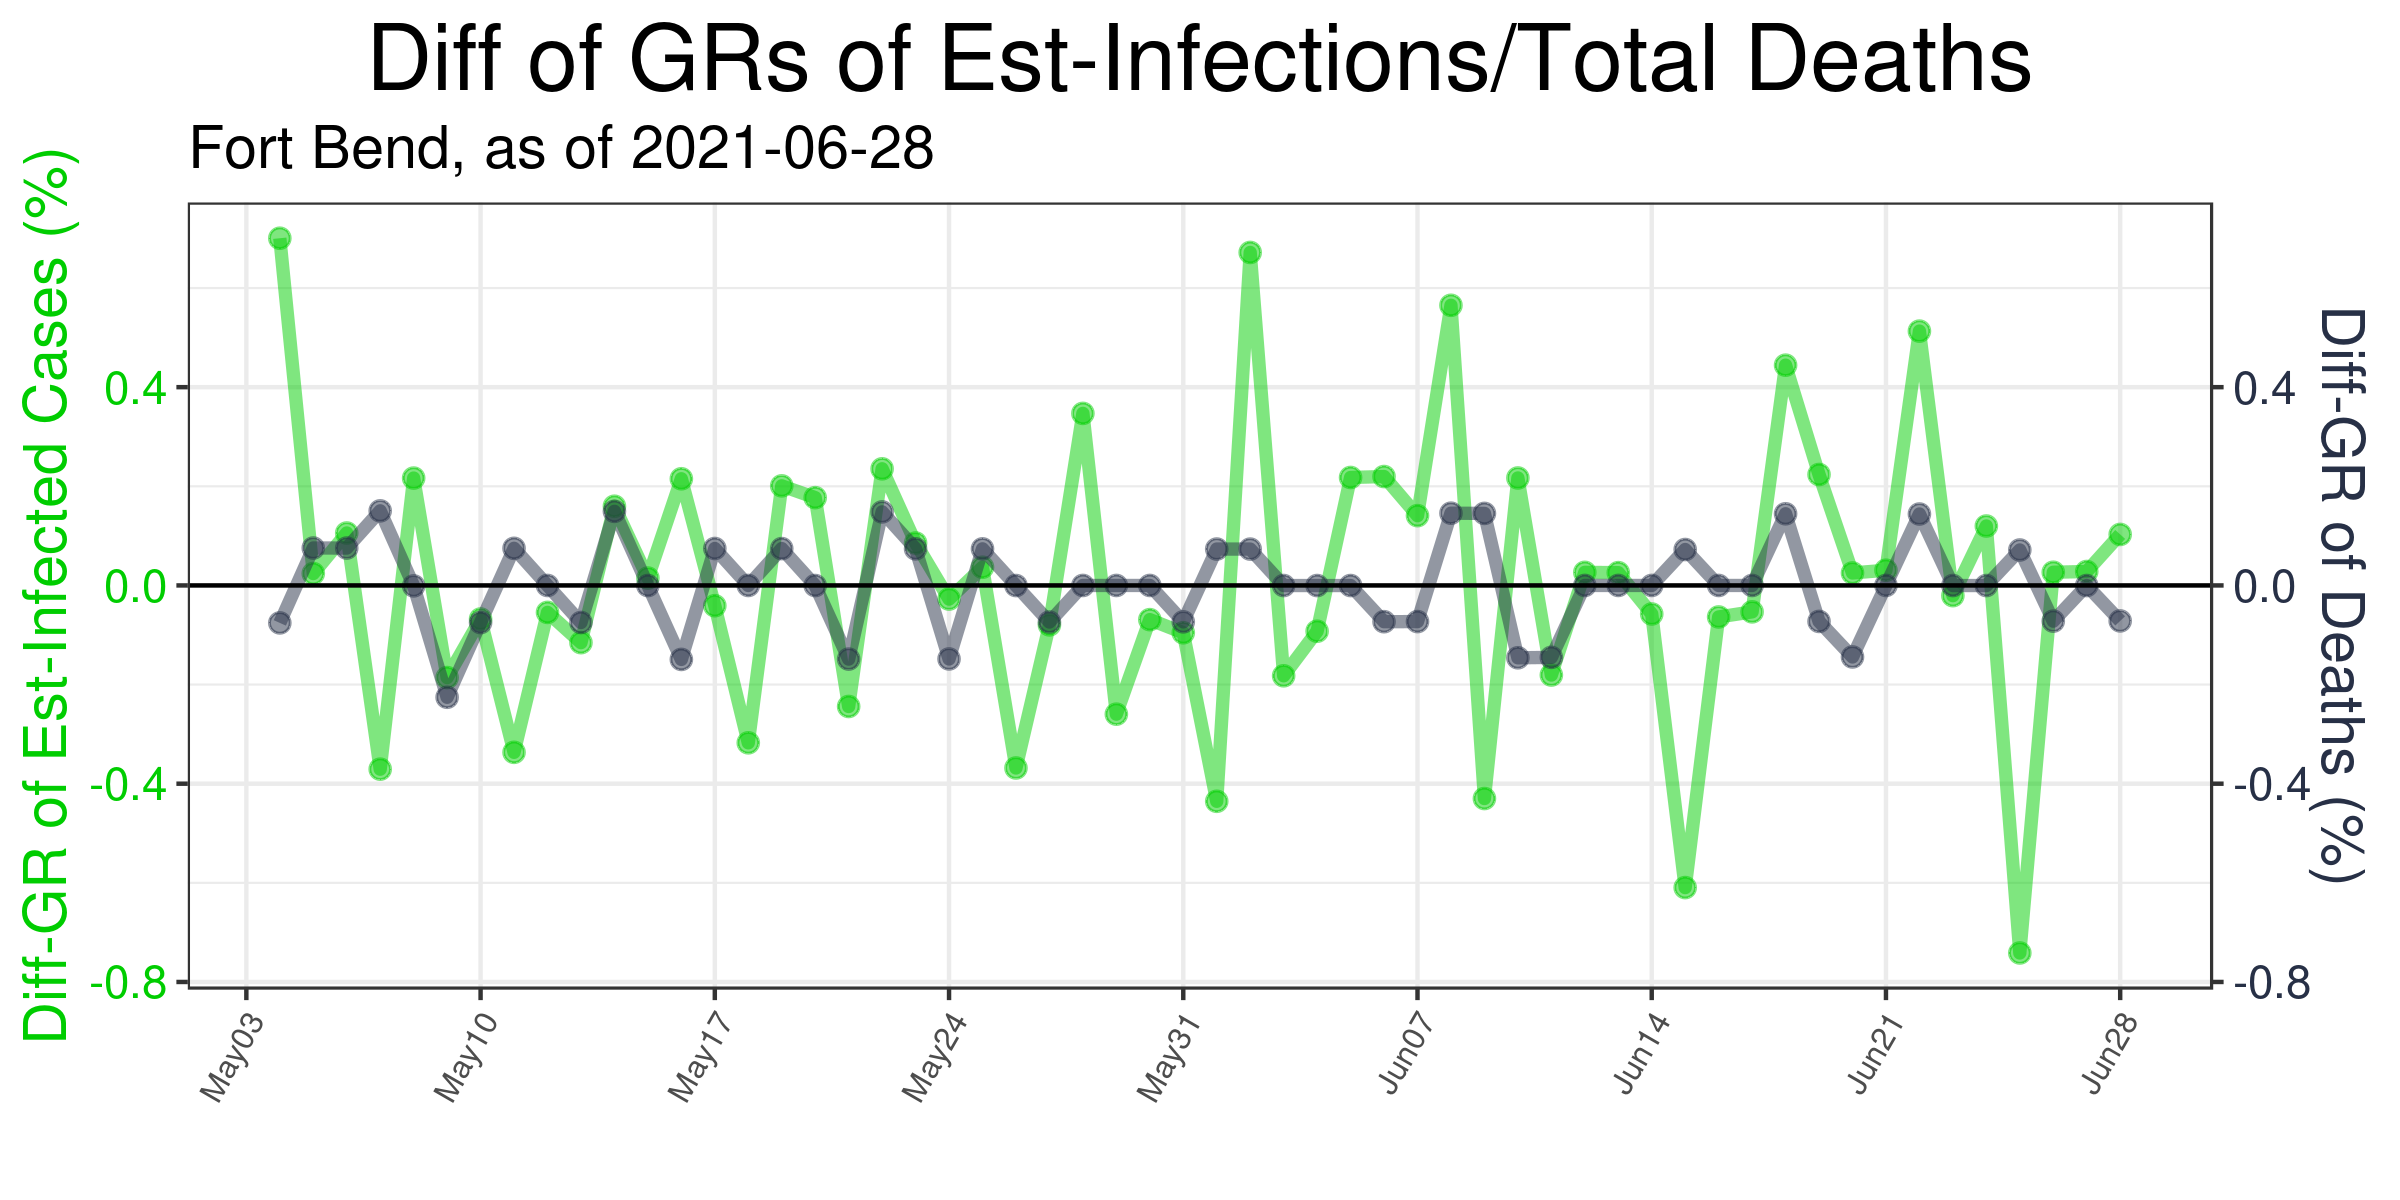 Diff of GRs of Est-Infections/Total Deaths
Fort Bend, as of 2021-06-28
Diff-GR of Est-Infected Cases (%)
0.4
0.0
-0.4
-0.8
0.4
0.0
-0.4
-0.8
Diff-GR of Deaths (%)
May03
May10
May17
May24
May31
Jun07
Jun14
Jun21
Jun28